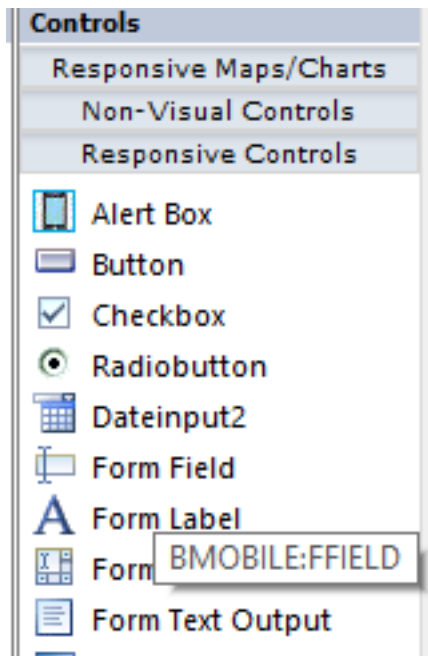 Controls
Responsive Maps/Charts
Non-Visual Controls
Responsive Controls
Alert Box
Button
Checkbox
Radiobutton
Dateinput2
Form Field
Form Label
Form
BMOBILE:FFIELD
Form Text Output